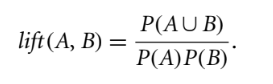 lift(A, B) = P(A ∪ B) / P(A)P(B).